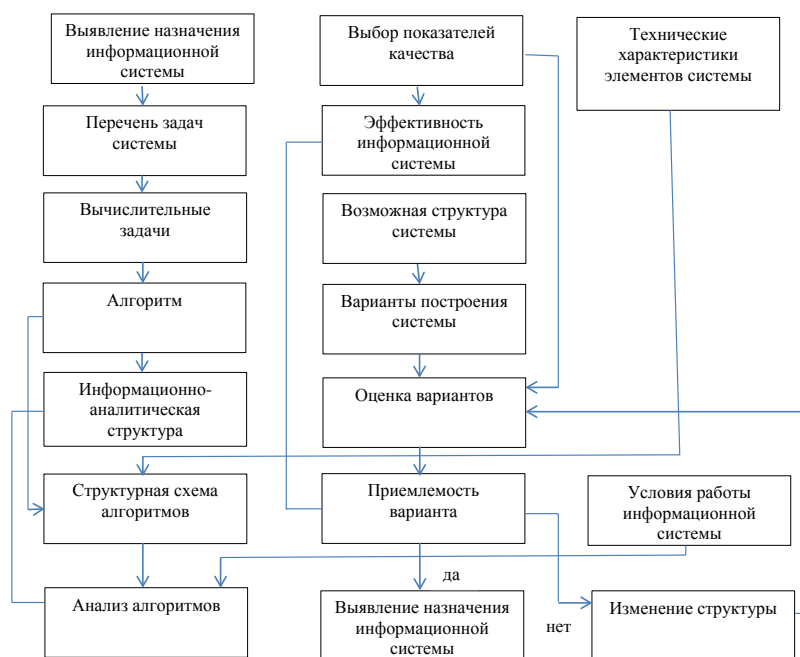 Выявление назначения
информационной
системы
Перечень задач
системы
Вычислительные
задачи
Алгоритм
Информационно-
аналитическая
структура
Структурная схема
алгоритмов
Анализ алгоритмов
Выбор показателей
качества
Эффективность
информационной
системы
Возможная структура
системы
Варианты построения
системы
Оценка вариантов
Приемлемость
варианта
да
Выявление назначения
информационной
системы
нет
Технические
характеристики
элементов системы
Условия работы
информационной
системы
Изменение структуры